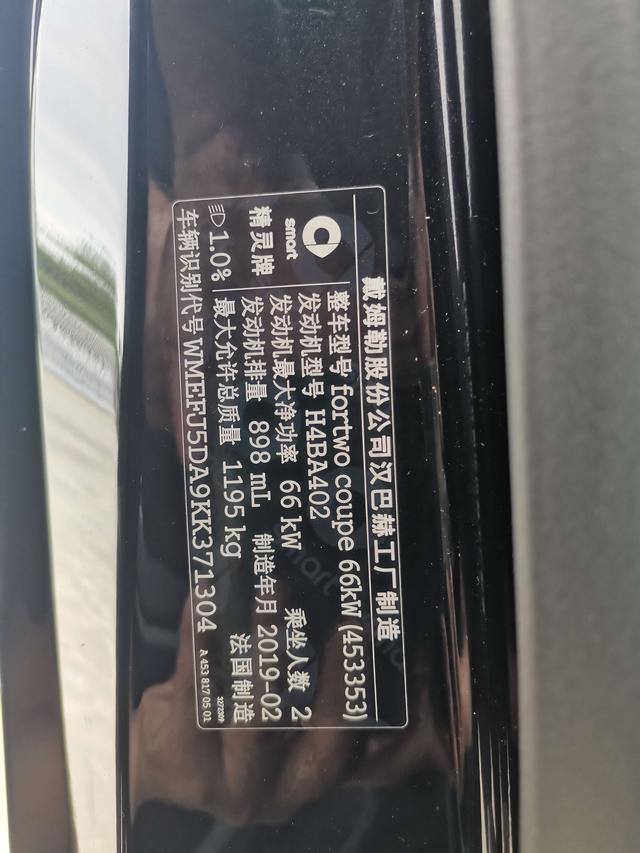 戴姆勒股份公司汉巴赫工厂制造
smart
精灵牌
1.0%
整车型号 fortwo coupe 66kW (453353)
发动机型号 H4BA402 乘坐人数 2
发动机最大净功率 66 kW
发动机排量 898 mL 制造年月 2019-02
最大允许总质量 1195 kg 法国制造
车辆识别代号 WMEFJ5DA9KK371304
A 453 817 05 01